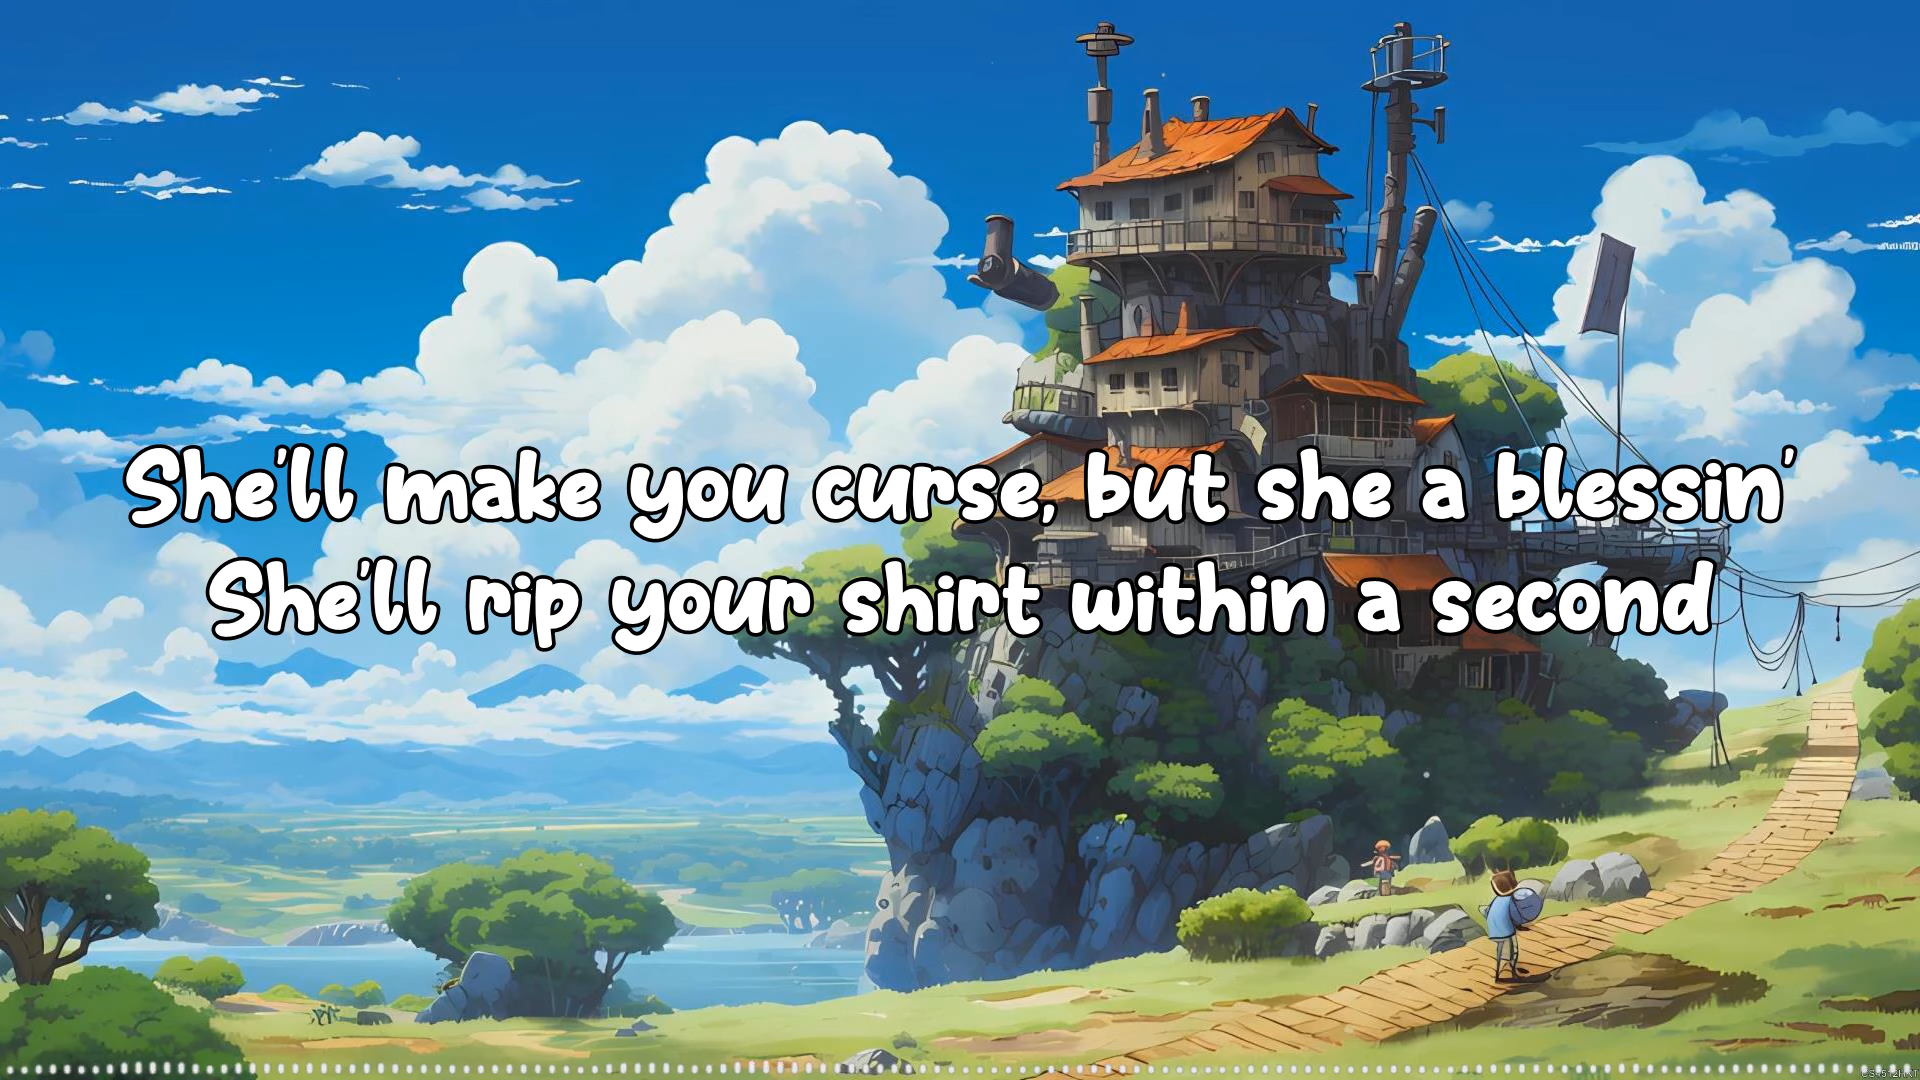 She'll make you curse, but she a blessin'
She'll rip your shirt within a second